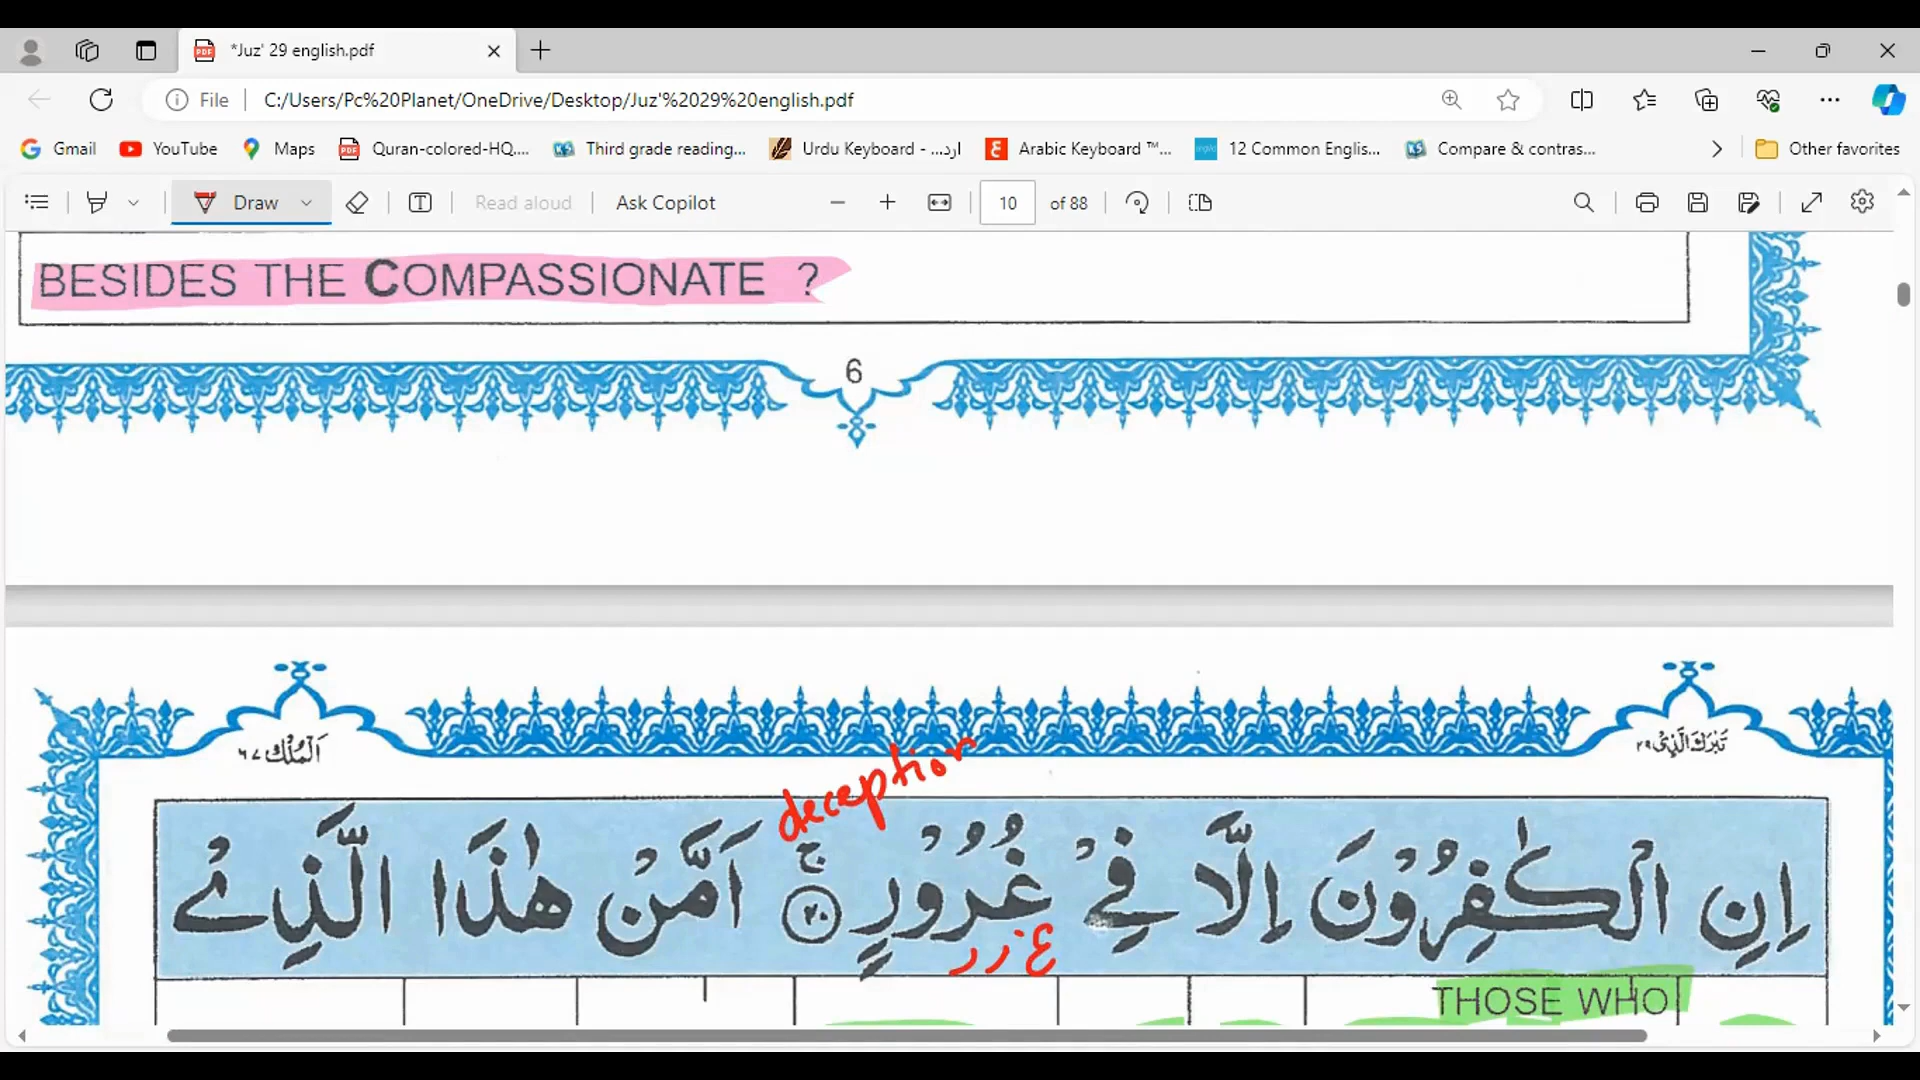 *Juz' 29 english.pdf
File C:/Users/Pc%20Planet/OneDrive/Desktop/Juz'%2029%20english.pdf
Gmail YouTube Maps Quran-colored-HQ.... Third grade reading... Urdu Keyboard - ...ارد Arabic Keyboard ™... 12 Common Englis... Compare & contras... Other favorites
Draw Read aloud Ask Copilot 10 of 88
BESIDES THE COMPASSIONATE ?
6
اَلْمُلْك ٦٧ تَبٰرَكَ الَّذِىْ ٢٩
deception
اِنِ الْكٰفِرُوْنَ اِلَّا فِيْ غُرُوْرٍ ۚ ﴿٢٠﴾ اَمَّنْ هٰذَا الَّذِيْ
THOSE WHO